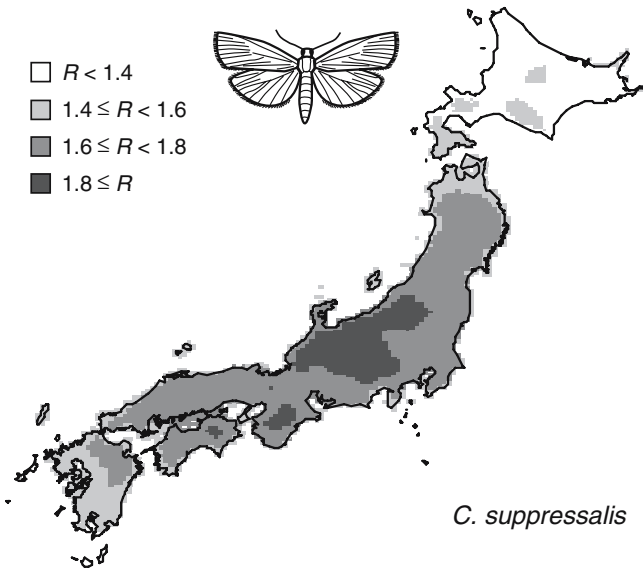 R < 1.4
1.4 ≤ R < 1.6
1.6 ≤ R < 1.8
1.8 ≤ R
C. suppressalis